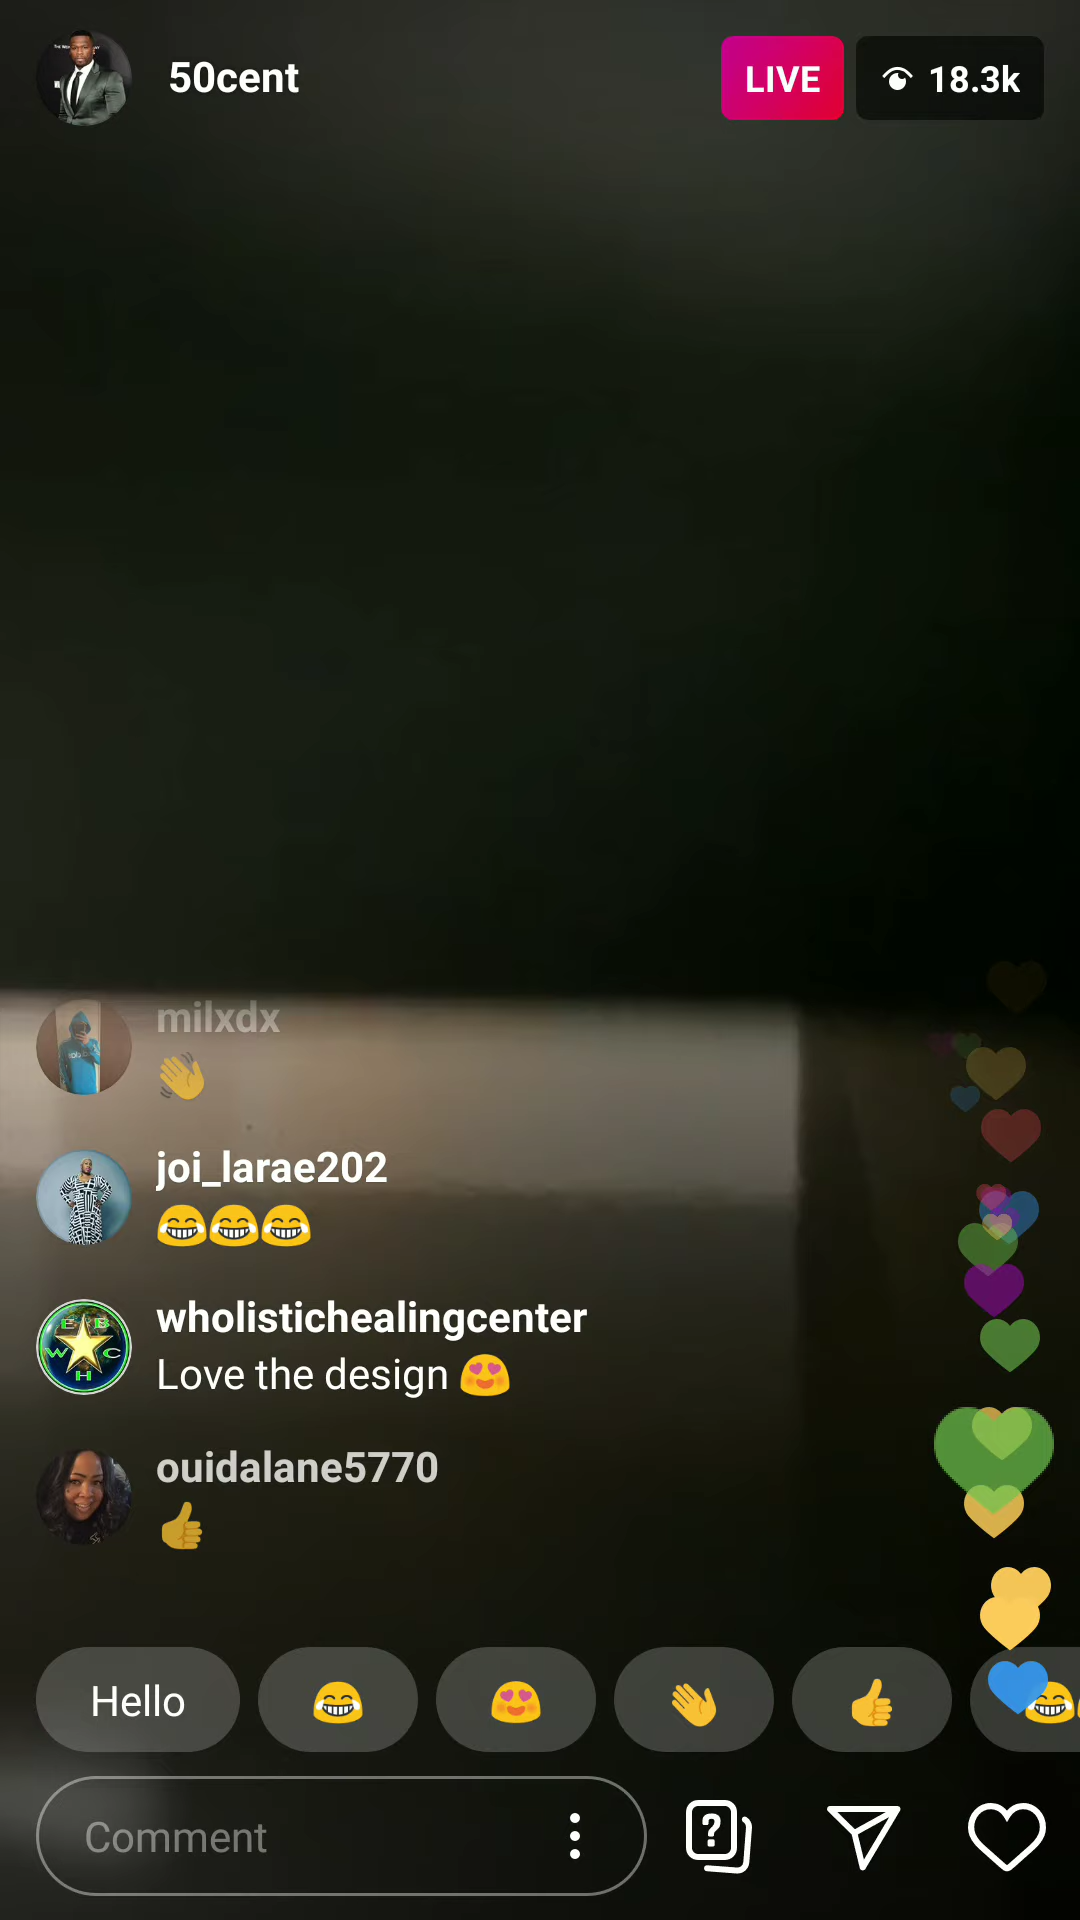 50cent
LIVE
18.3k
milxdx
👋
joi_larae202
😂😂😂
wholistichealingcenter
E B
W C
H
Love the design 😍
ouidalane5770
👍
Hello 😂 😍 👋 👍 😂
Comment
?